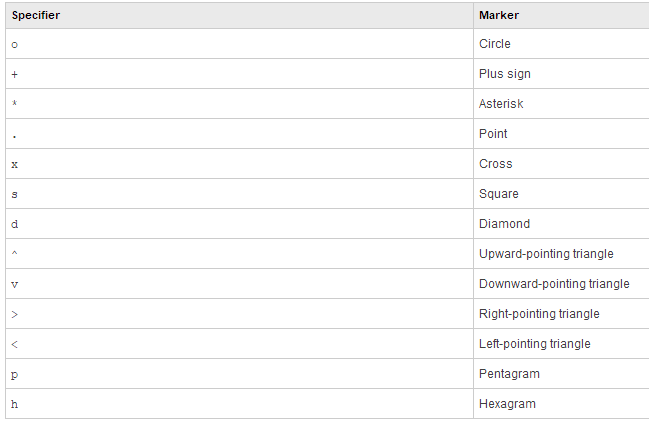 Specifier Marker
o Circle
+ Plus sign
* Asterisk
. Point
x Cross
s Square
d Diamond
^ Upward-pointing triangle
v Downward-pointing triangle
> Right-pointing triangle
< Left-pointing triangle
p Pentagram
h Hexagram